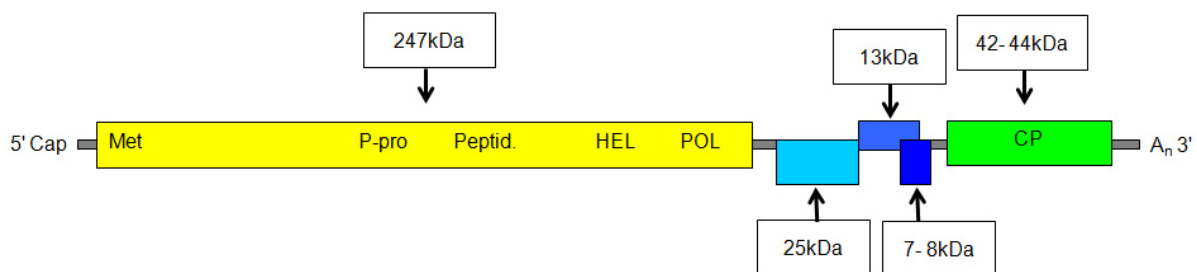 247kDa
13kDa
42-44kDa
5' Cap
Met
P-pro
Peptid.
HEL
POL
CP
An 3'
25kDa
7-8kDa